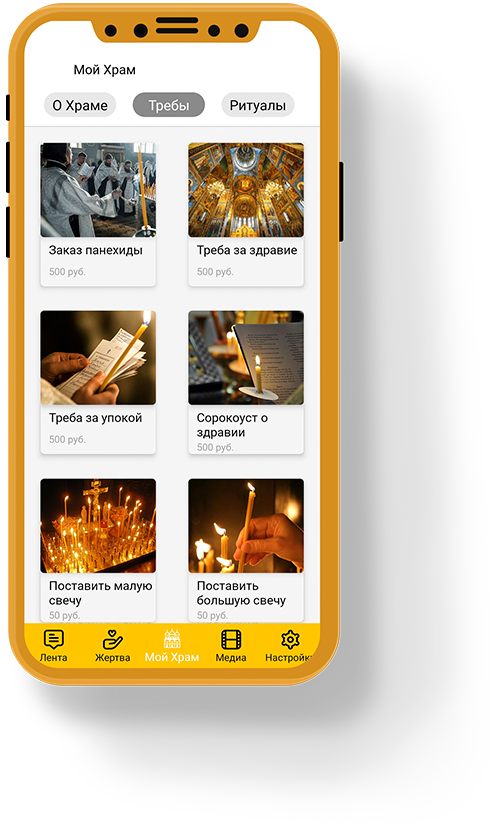 Мой Храм
О Храме Требы Ритуалы
Заказ панехиды Треба за здравие
500 руб. 500 руб.
Треба за упокой Сорокоуст о
здравии
500 руб. 500 руб.
Поставить малую Поставить
свечу большую свечу
50 руб. 50 руб.
Лента Жертва Мой Храм Медиа Настройк